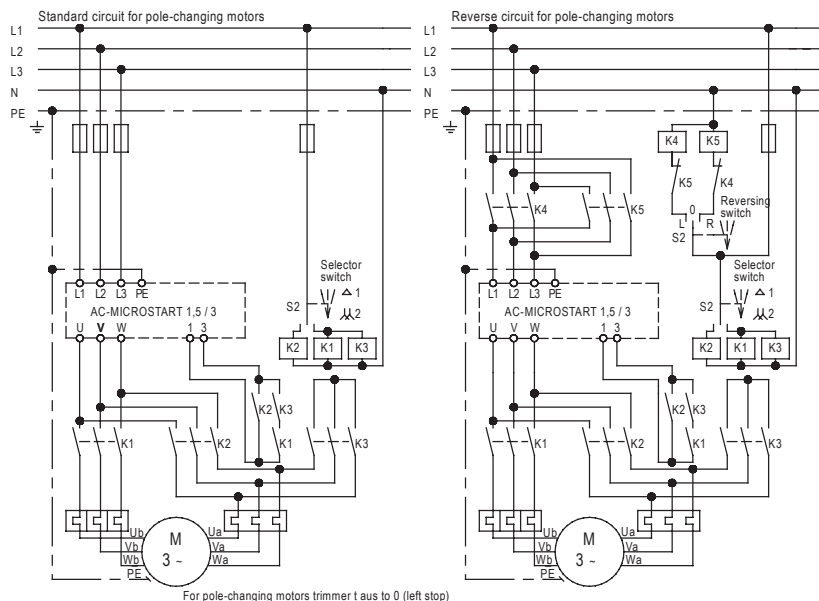 Standard circuit for pole-changing motors
L1
L2
L3
N
PE
L1 L2 L3 PE
AC-MICROSTART 1,5 / 3
U V W 1 3
Selector
switch
S2
1
2
K2 K1 K3
K2 K3
K1 K2 K1 K3
Ub Ua
Vb Va
Wb Wa
PE
M
3 ~
For pole-changing motors trimmer t aus to 0 (left stop)
Reverse circuit for pole-changing motors
L1
L2
L3
N
PE
K4 K5
K5 K4
K4 K5
Reversing
switch
L 0 R
S2
L1 L2 L3 PE
AC-MICROSTART 1,5 / 3
U V W 1 3
Selector
switch
S2
1
2
K2 K1 K3
K2 K3
K1 K2 K1 K3
Ub Ua
Vb Va
Wb Wa
PE
M
3 ~